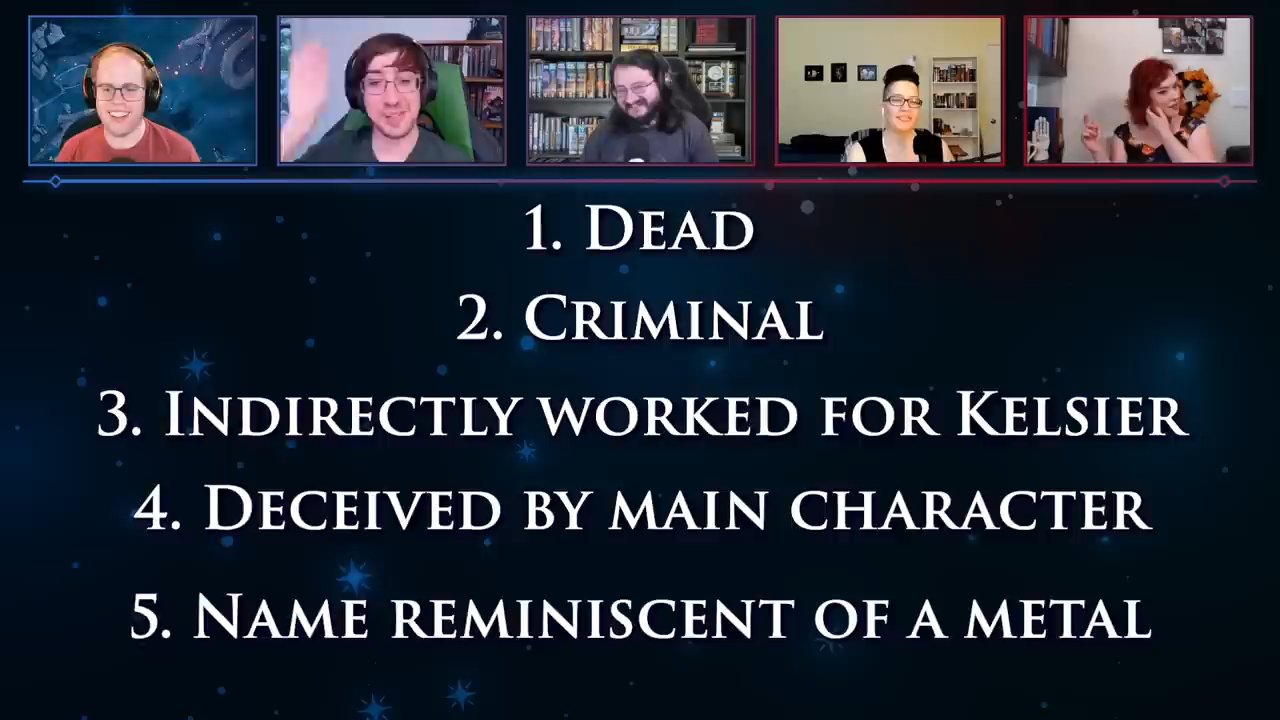 1. Dead
2. Criminal
3. Indirectly worked for Kelsier
4. Deceived by main character
5. Name reminiscent of a metal